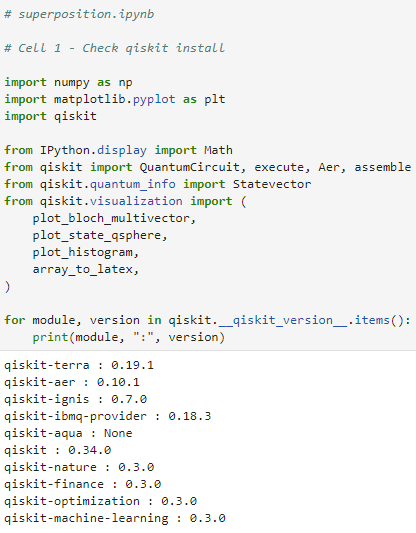 # superposition.ipynb
# Cell 1 - Check qiskit install
import numpy as np
import matplotlib.pyplot as plt
import qiskit
from IPython.display import Math
from qiskit import QuantumCircuit, execute, Aer, assemble
from qiskit.quantum_info import Statevector
from qiskit.visualization import (
    plot_bloch_multivector,
    plot_state_qsphere,
    plot_histogram,
    array_to_latex,
)
for module, version in qiskit.__qiskit_version__.items():
    print(module, ":", version)
qiskit-terra : 0.19.1
qiskit-aer : 0.10.1
qiskit-ignis : 0.7.0
qiskit-ibmq-provider : 0.18.3
qiskit-aqua : None
qiskit : 0.34.0
qiskit-nature : 0.3.0
qiskit-finance : 0.3.0
qiskit-optimization : 0.3.0
qiskit-machine-learning : 0.3.0